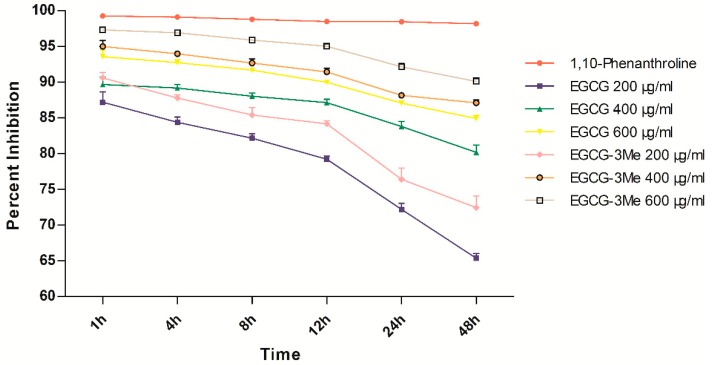 100
95
90
85
80
75
70
65
60
Percent Inhibition
1h
4h
8h
12h
24h
48h
Time
1,10-Phenanthroline
EGCG 200 µg/ml
EGCG 400 µg/ml
EGCG 600 µg/ml
EGCG-3Me 200 µg/ml
EGCG-3Me 400 µg/ml
EGCG-3Me 600 µg/ml